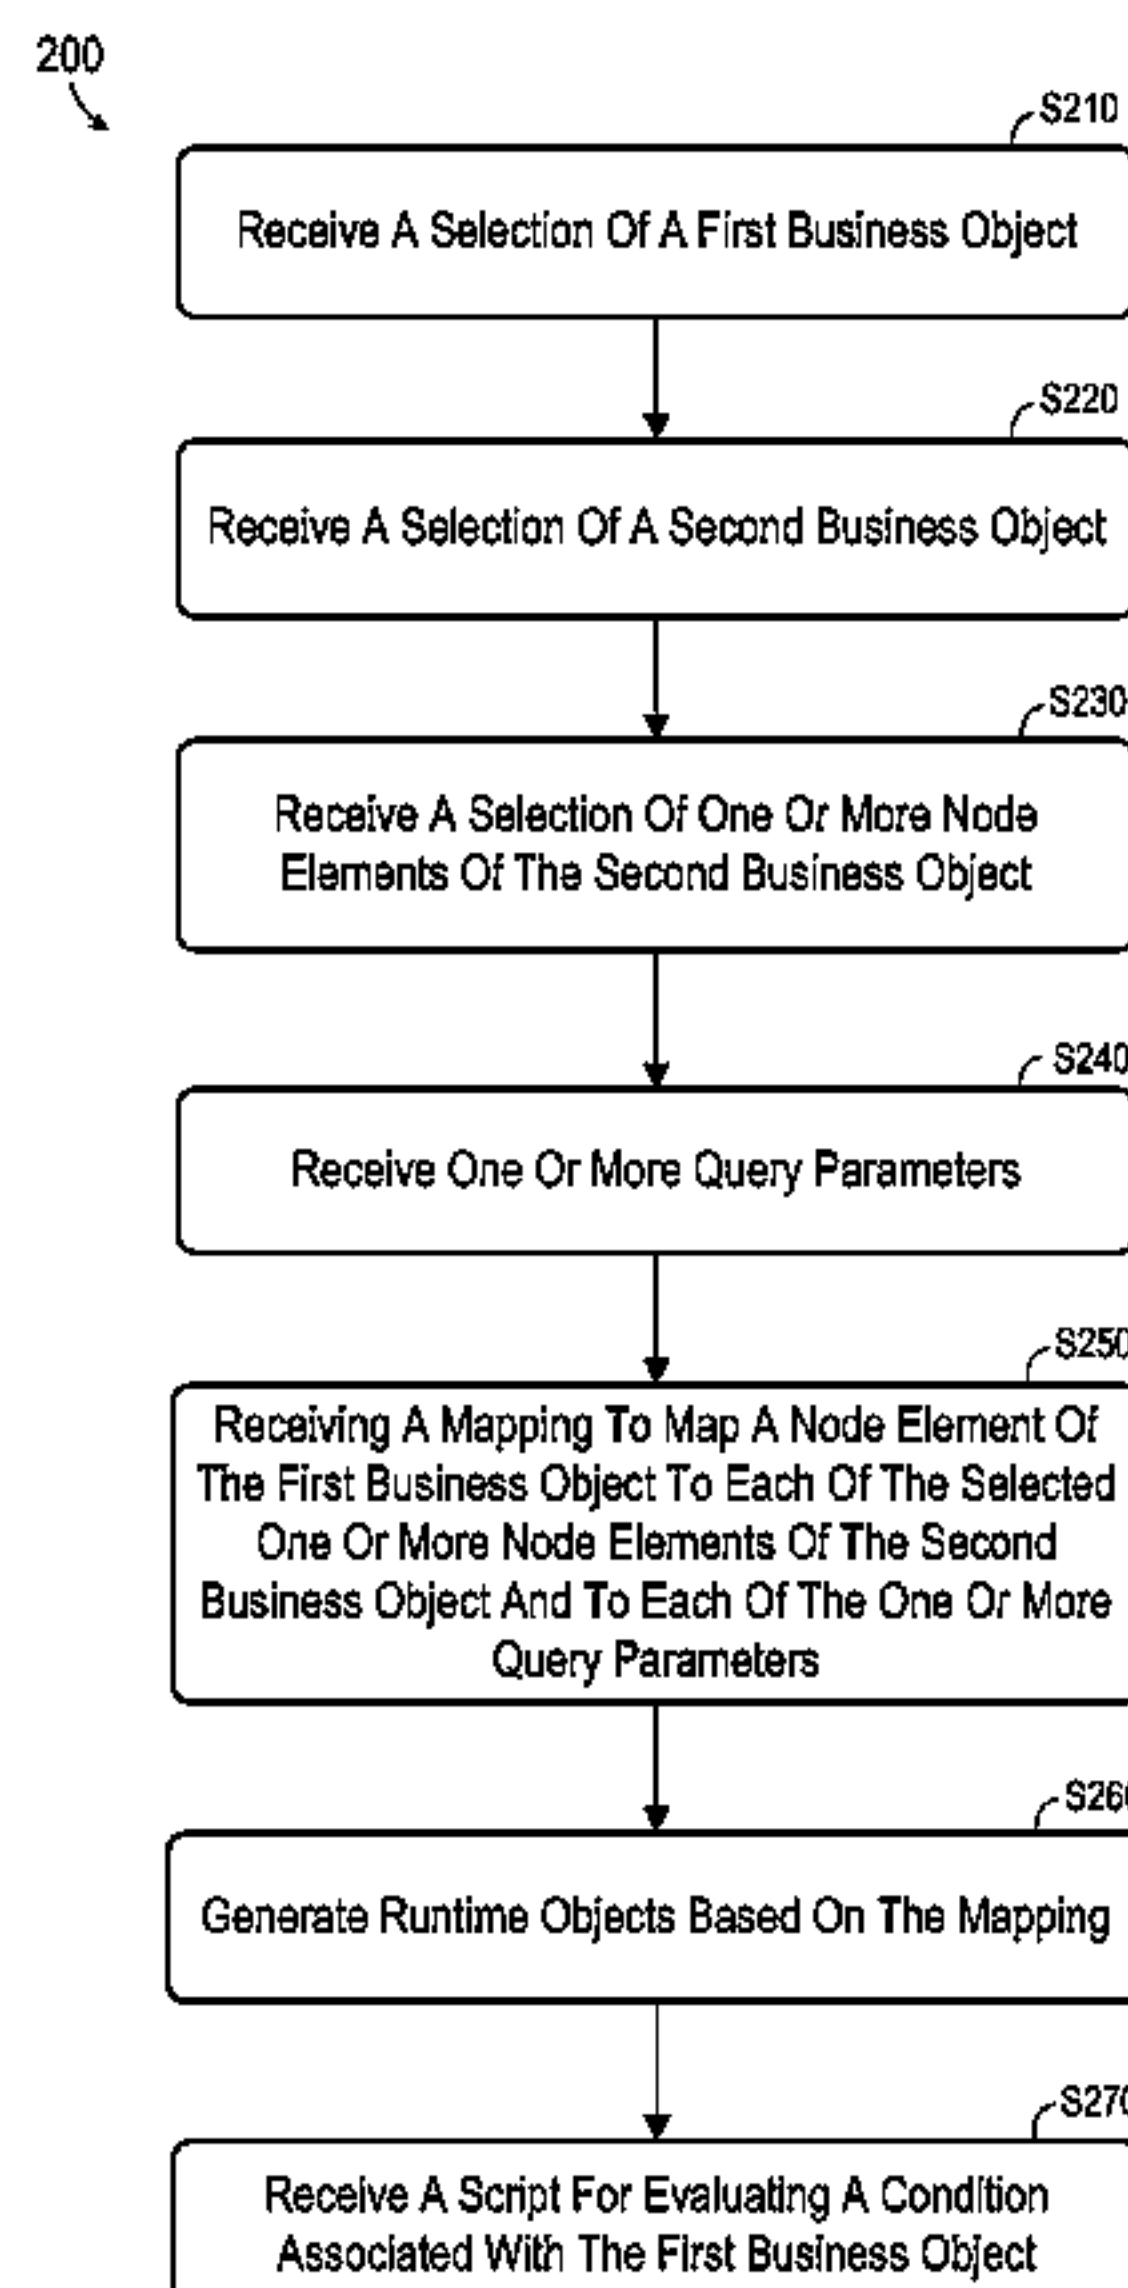 200
S210
Receive A Selection Of A First Business Object
S220
Receive A Selection Of A Second Business Object
S230
Receive A Selection Of One Or More Node
Elements Of The Second Business Object
S240
Receive One Or More Query Parameters
S250
Receiving A Mapping To Map A Node Element Of
The First Business Object To Each Of The Selected
One Or More Node Elements Of The Second
Business Object And To Each Of The One Or More
Query Parameters
S260
Generate Runtime Objects Based On The Mapping
S270
Receive A Script For Evaluating A Condition
Associated With The First Business Object